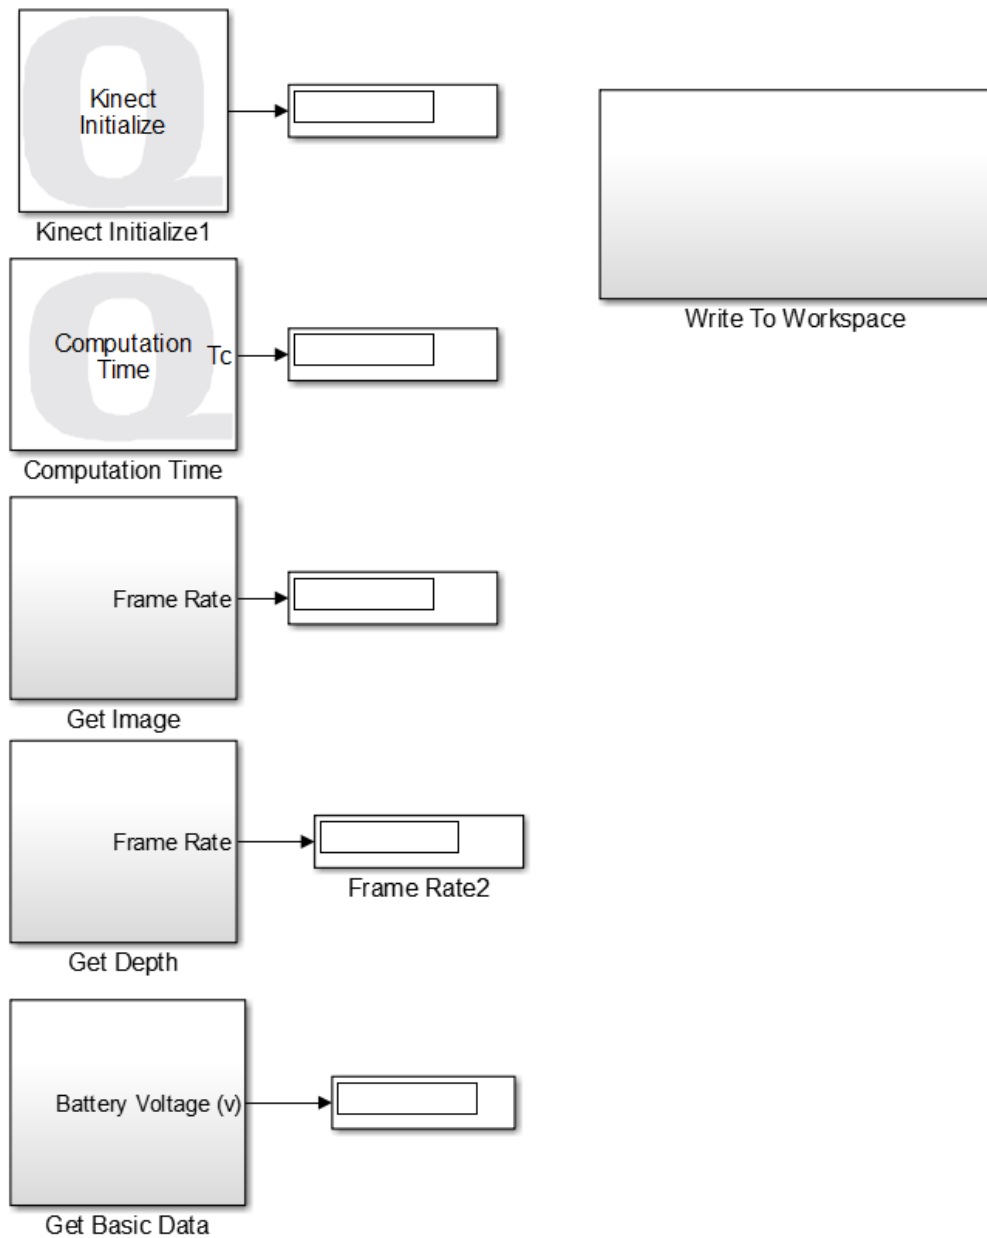 Kinect
Initialize
Kinect Initialize1
Write To Workspace
Computation
Time
Tc
Computation Time
Frame Rate
Get Image
Frame Rate
Frame Rate2
Get Depth
Battery Voltage (v)
Get Basic Data